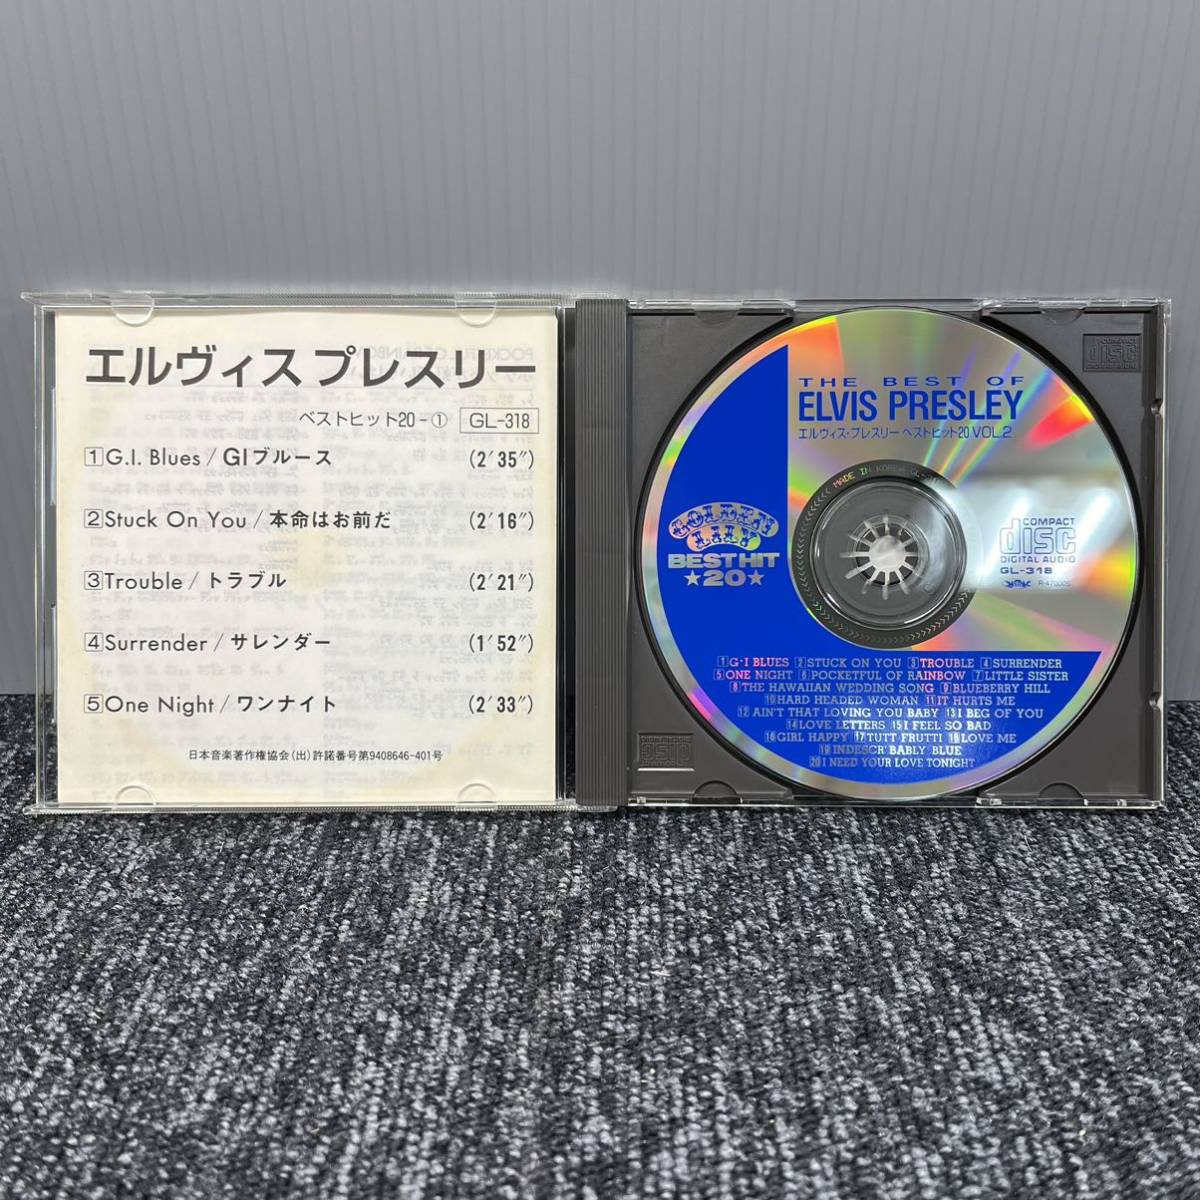 エルヴィス プレスリー
ベストヒット20-① GL-318
1 G.I. Blues / GIブルース (2′35″)
2 Stuck On You / 本命はお前だ (2′16″)
3 Trouble / トラブル (2′21″)
4 Surrender / サレンダー (1′52″)
5 One Night / ワンナイト (2′33″)
日本音楽著作権協会(出)許諾番号第9408646-401号
THE BEST OF
ELVIS PRESLEY
エルヴィス・プレスリー ベストヒット20 VOL.2
MADE IN KOREA
GOLDEN
LILY
BEST HIT
★20★
COMPACT
disc
DIGITAL AUDIO
GL-318
1 G-I BLUES 2 STUCK ON YOU 3 TROUBLE 4 SURRENDER
5 ONE NIGHT 6 POCKETFUL OF RAINBOW 7 LITTLE SISTER
8 THE HAWAIIAN WEDDING SONG 9 BLUEBERRY HILL
10 HARD HEADED WOMAN 11 IT HURTS ME
12 AIN'T THAT LOVING YOU BABY 13 I BEG OF YOU
14 LOVE LETTERS 15 I FEEL SO BAD
16 GIRL HAPPY 17 TUTT FRUTTI 18 LOVE ME
19 INDESCR'BABLY BLUE
20 I NEED YOUR LOVE TONIGHT
COMPACT
disc